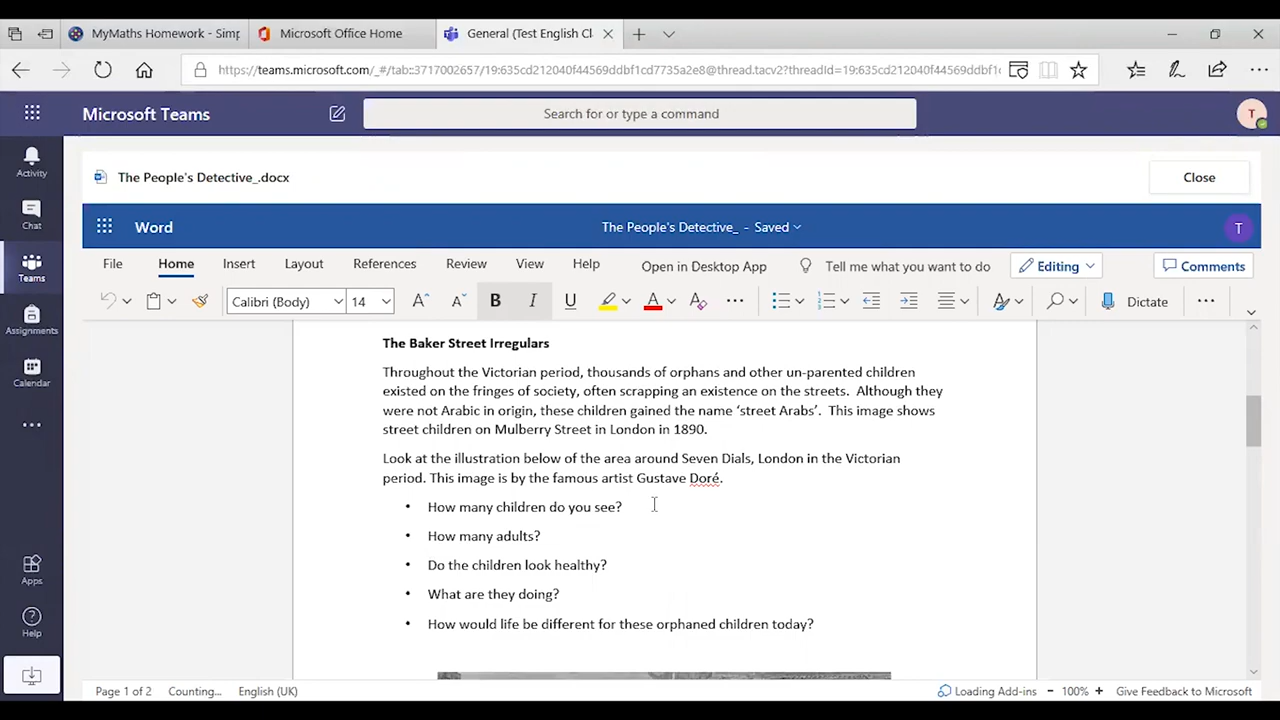 MyMaths Homework - Simp
Microsoft Office Home
General (Test English Cl
https://teams.microsoft.com/_#/tab::3717002657/19:635cd212040f44569ddbf1cd7735a2e8@thread.tacv2?threadId=19:635cd212040f44569ddbf1c
Microsoft Teams
Search for or type a command
T
Activity
Chat
Teams
Assignments
Calendar
Apps
Help
The People's Detective_.docx
Close
Word
The People's Detective_ - Saved
T
File Home Insert Layout References Review View Help Open in Desktop App Tell me what you want to do Editing Comments
Calibri (Body) 14 A A B I U A Dictate
The Baker Street Irregulars
Throughout the Victorian period, thousands of orphans and other un-parented children
existed on the fringes of society, often scrapping an existence on the streets. Although they
were not Arabic in origin, these children gained the name ‘street Arabs’. This image shows
street children on Mulberry Street in London in 1890.
Look at the illustration below of the area around Seven Dials, London in the Victorian
period. This image is by the famous artist Gustave Doré.
• How many children do you see?
• How many adults?
• Do the children look healthy?
• What are they doing?
• How would life be different for these orphaned children today?
Page 1 of 2 Counting... English (UK) Loading Add-ins - 100% + Give Feedback to Microsoft